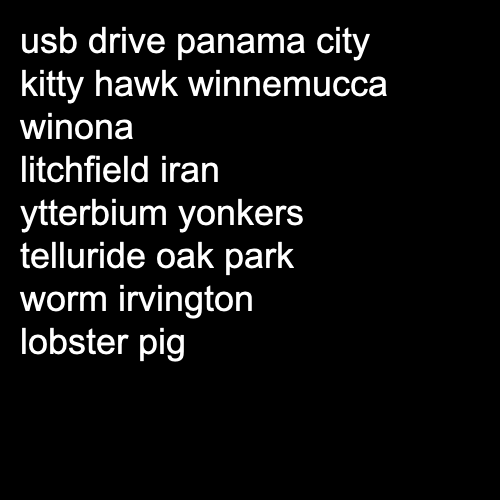 usb drive panama city
kitty hawk winnemucca
winona
litchfield iran
ytterbium yonkers
telluride oak park
worm irvington
lobster pig